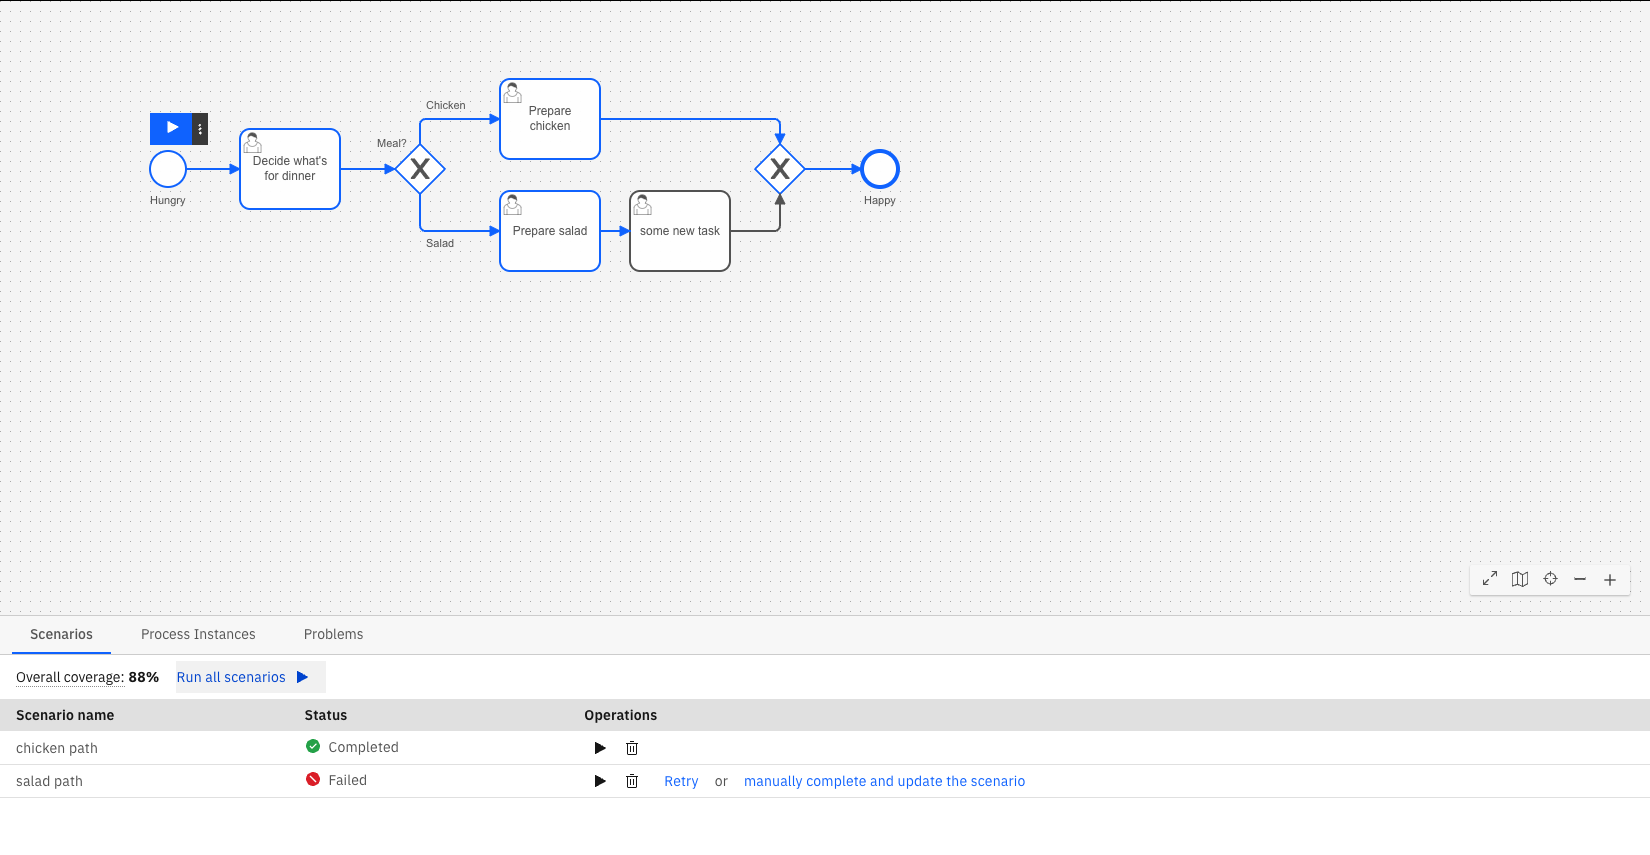 Chicken
Prepare
chicken
Meal?
Decide what's
for dinner
Hungry
Happy
Salad
Prepare salad
some new task
Scenarios Process Instances Problems
Overall coverage: 88% Run all scenarios
Scenario name Status Operations
chicken path Completed
salad path Failed Retry or manually complete and update the scenario